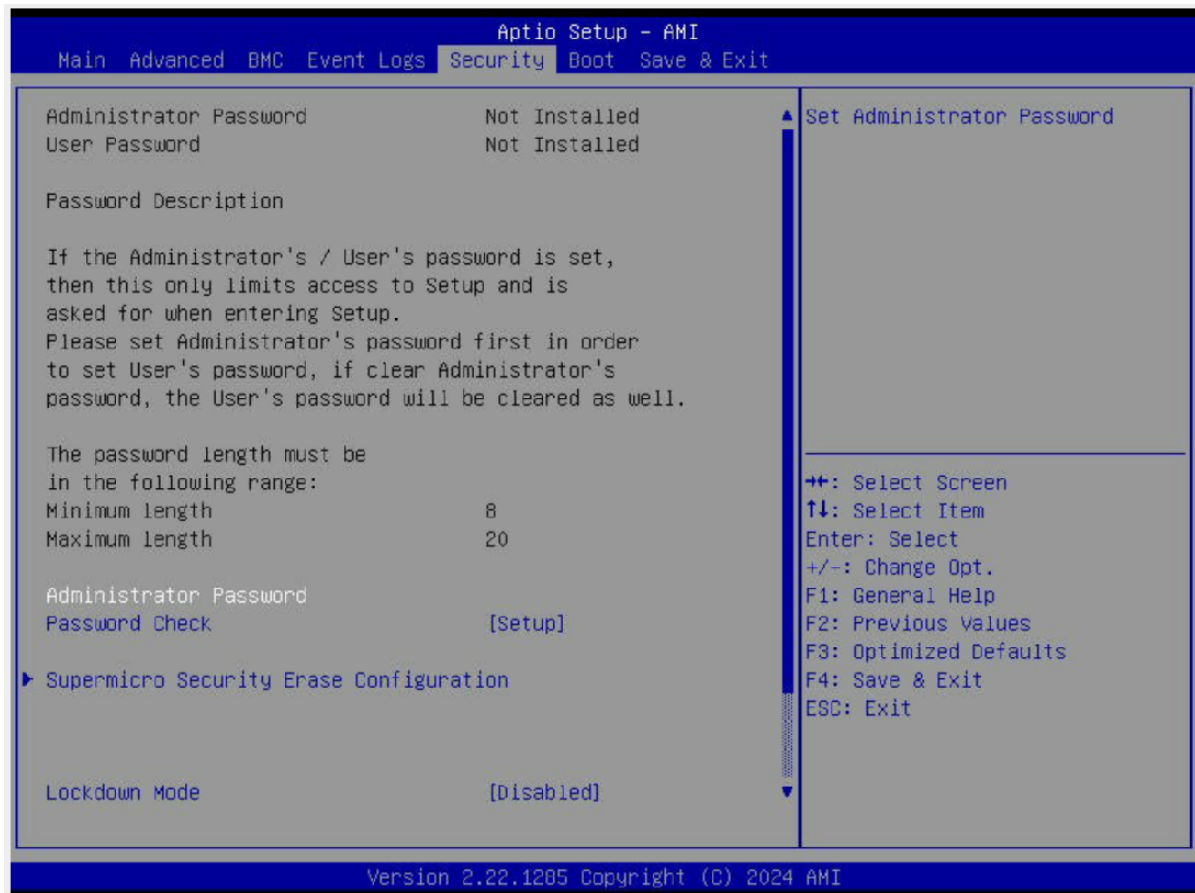 Aptio Setup – AMI
Main Advanced BMC Event Logs Security Boot Save & Exit
Administrator Password Not Installed
User Password Not Installed
Password Description
If the Administrator's / User's password is set,
then this only limits access to Setup and is
asked for when entering Setup.
Please set Administrator's password first in order
to set User's password, if clear Administrator's
password, the User's password will be cleared as well.
The password length must be
in the following range:
Minimum length 8
Maximum length 20
Administrator Password
Password Check [Setup]
Supermicro Security Erase Configuration
Lockdown Mode [Disabled]
Set Administrator Password
→←: Select Screen
↑↓: Select Item
Enter: Select
+/-: Change Opt.
F1: General Help
F2: Previous Values
F3: Optimized Defaults
F4: Save & Exit
ESC: Exit
Version 2.22.1285 Copyright (C) 2024 AMI